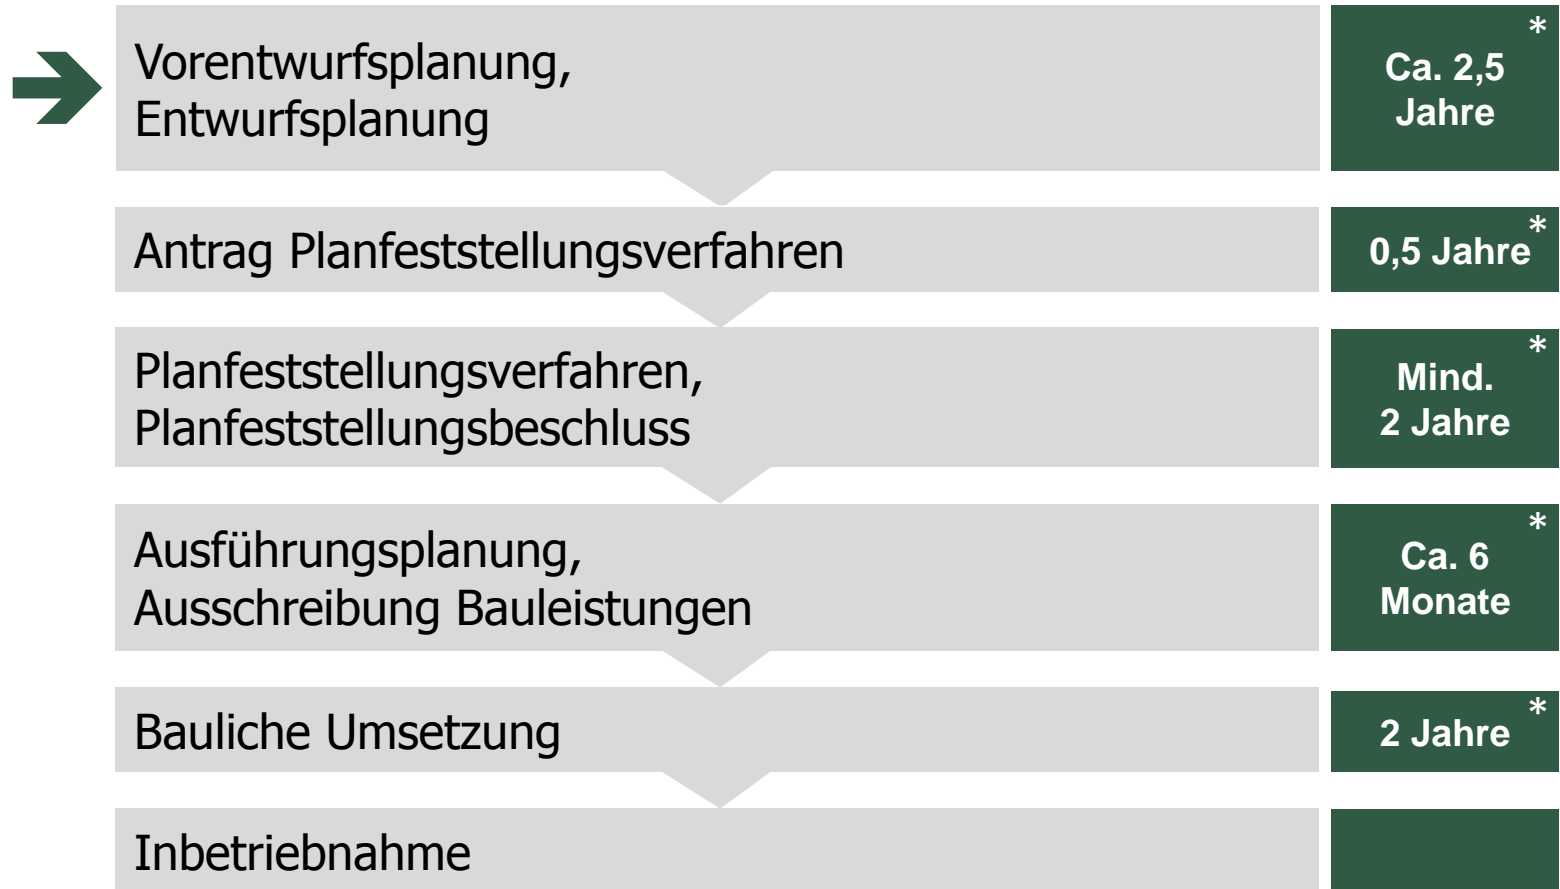 Vorentwurfsplanung,
Entwurfsplanung
*
Ca. 2,5
Jahre
Antrag Planfeststellungsverfahren
0,5 Jahre*
Planfeststellungsverfahren,
Planfeststellungsbeschluss
*
Mind.
2 Jahre
Ausführungsplanung,
Ausschreibung Bauleistungen
*
Ca. 6
Monate
Bauliche Umsetzung
2 Jahre*
Inbetriebnahme